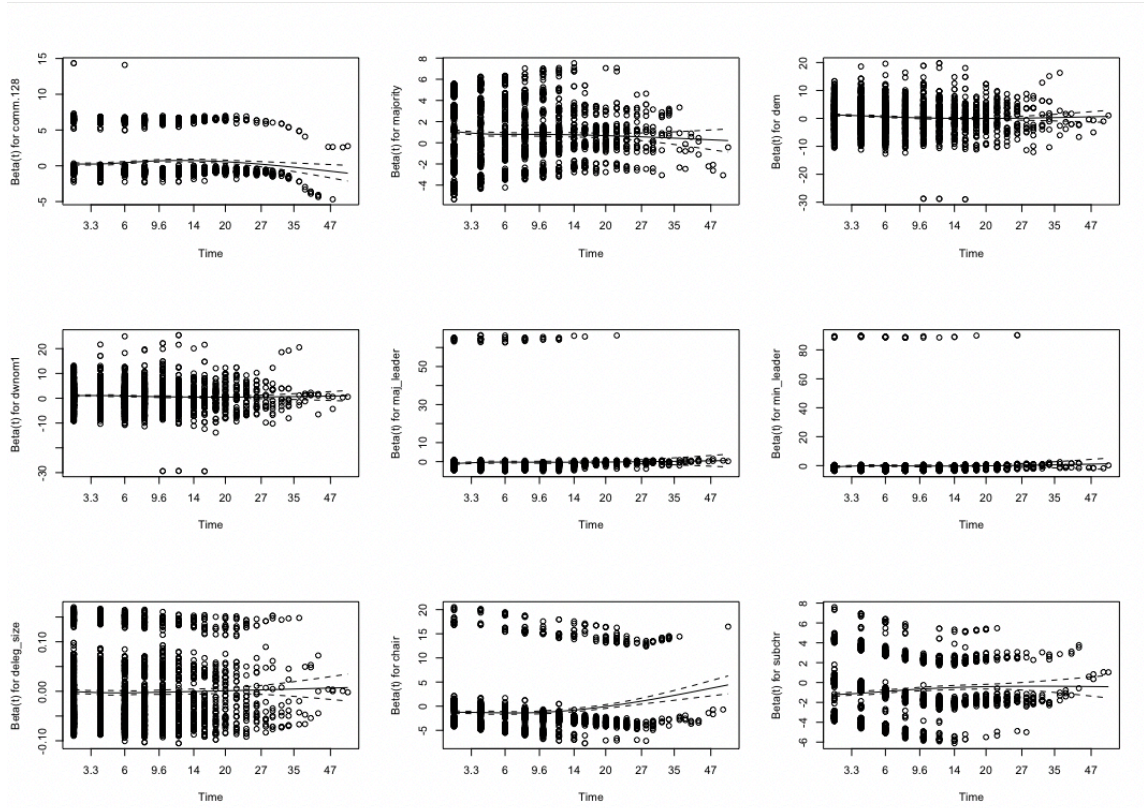 Beta(t) for comm.128
15
10
5
0
-5
3.3 6 9.6 14 20 27 35 47
Time
Beta(t) for majority
8
6
4
2
0
-2
-4
3.3 6 9.6 14 20 27 35 47
Time
Beta(t) for dem
20
10
0
-10
-20
-30
3.3 6 9.6 14 20 27 35 47
Time
Beta(t) for dwnom1
20
10
0
-10
-30
3.3 6 9.6 14 20 27 35 47
Time
Beta(t) for maj_leader
50
30
10
0
3.3 6 9.6 14 20 27 35 47
Time
Beta(t) for min_leader
80
60
40
20
0
3.3 6 9.6 14 20 27 35 47
Time
Beta(t) for deleg_size
0.10
0.00
-0.10
3.3 6 9.6 14 20 27 35 47
Time
Beta(t) for chair
20
15
10
5
0
-5
3.3 6 9.6 14 20 27 35 47
Time
Beta(t) for subchr
8
6
4
2
0
-2
-4
-6
3.3 6 9.6 14 20 27 35 47
Time